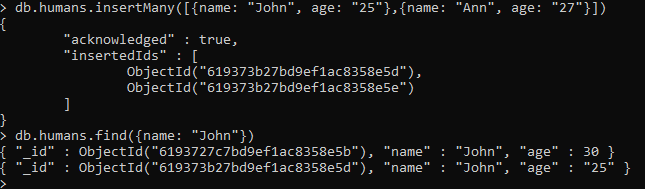 > db.humans.insertMany([{name: "John", age: "25"},{name: "Ann", age: "27"}])
{
        "acknowledged" : true,
        "insertedIds" : [
                ObjectId("619373b27bd9ef1ac8358e5d"),
                ObjectId("619373b27bd9ef1ac8358e5e")
        ]
}
> db.humans.find({name: "John"})
{ "_id" : ObjectId("6193727c7bd9ef1ac8358e5b"), "name" : "John", "age" : 30 }
{ "_id" : ObjectId("619373b27bd9ef1ac8358e5d"), "name" : "John", "age" : "25" }
>